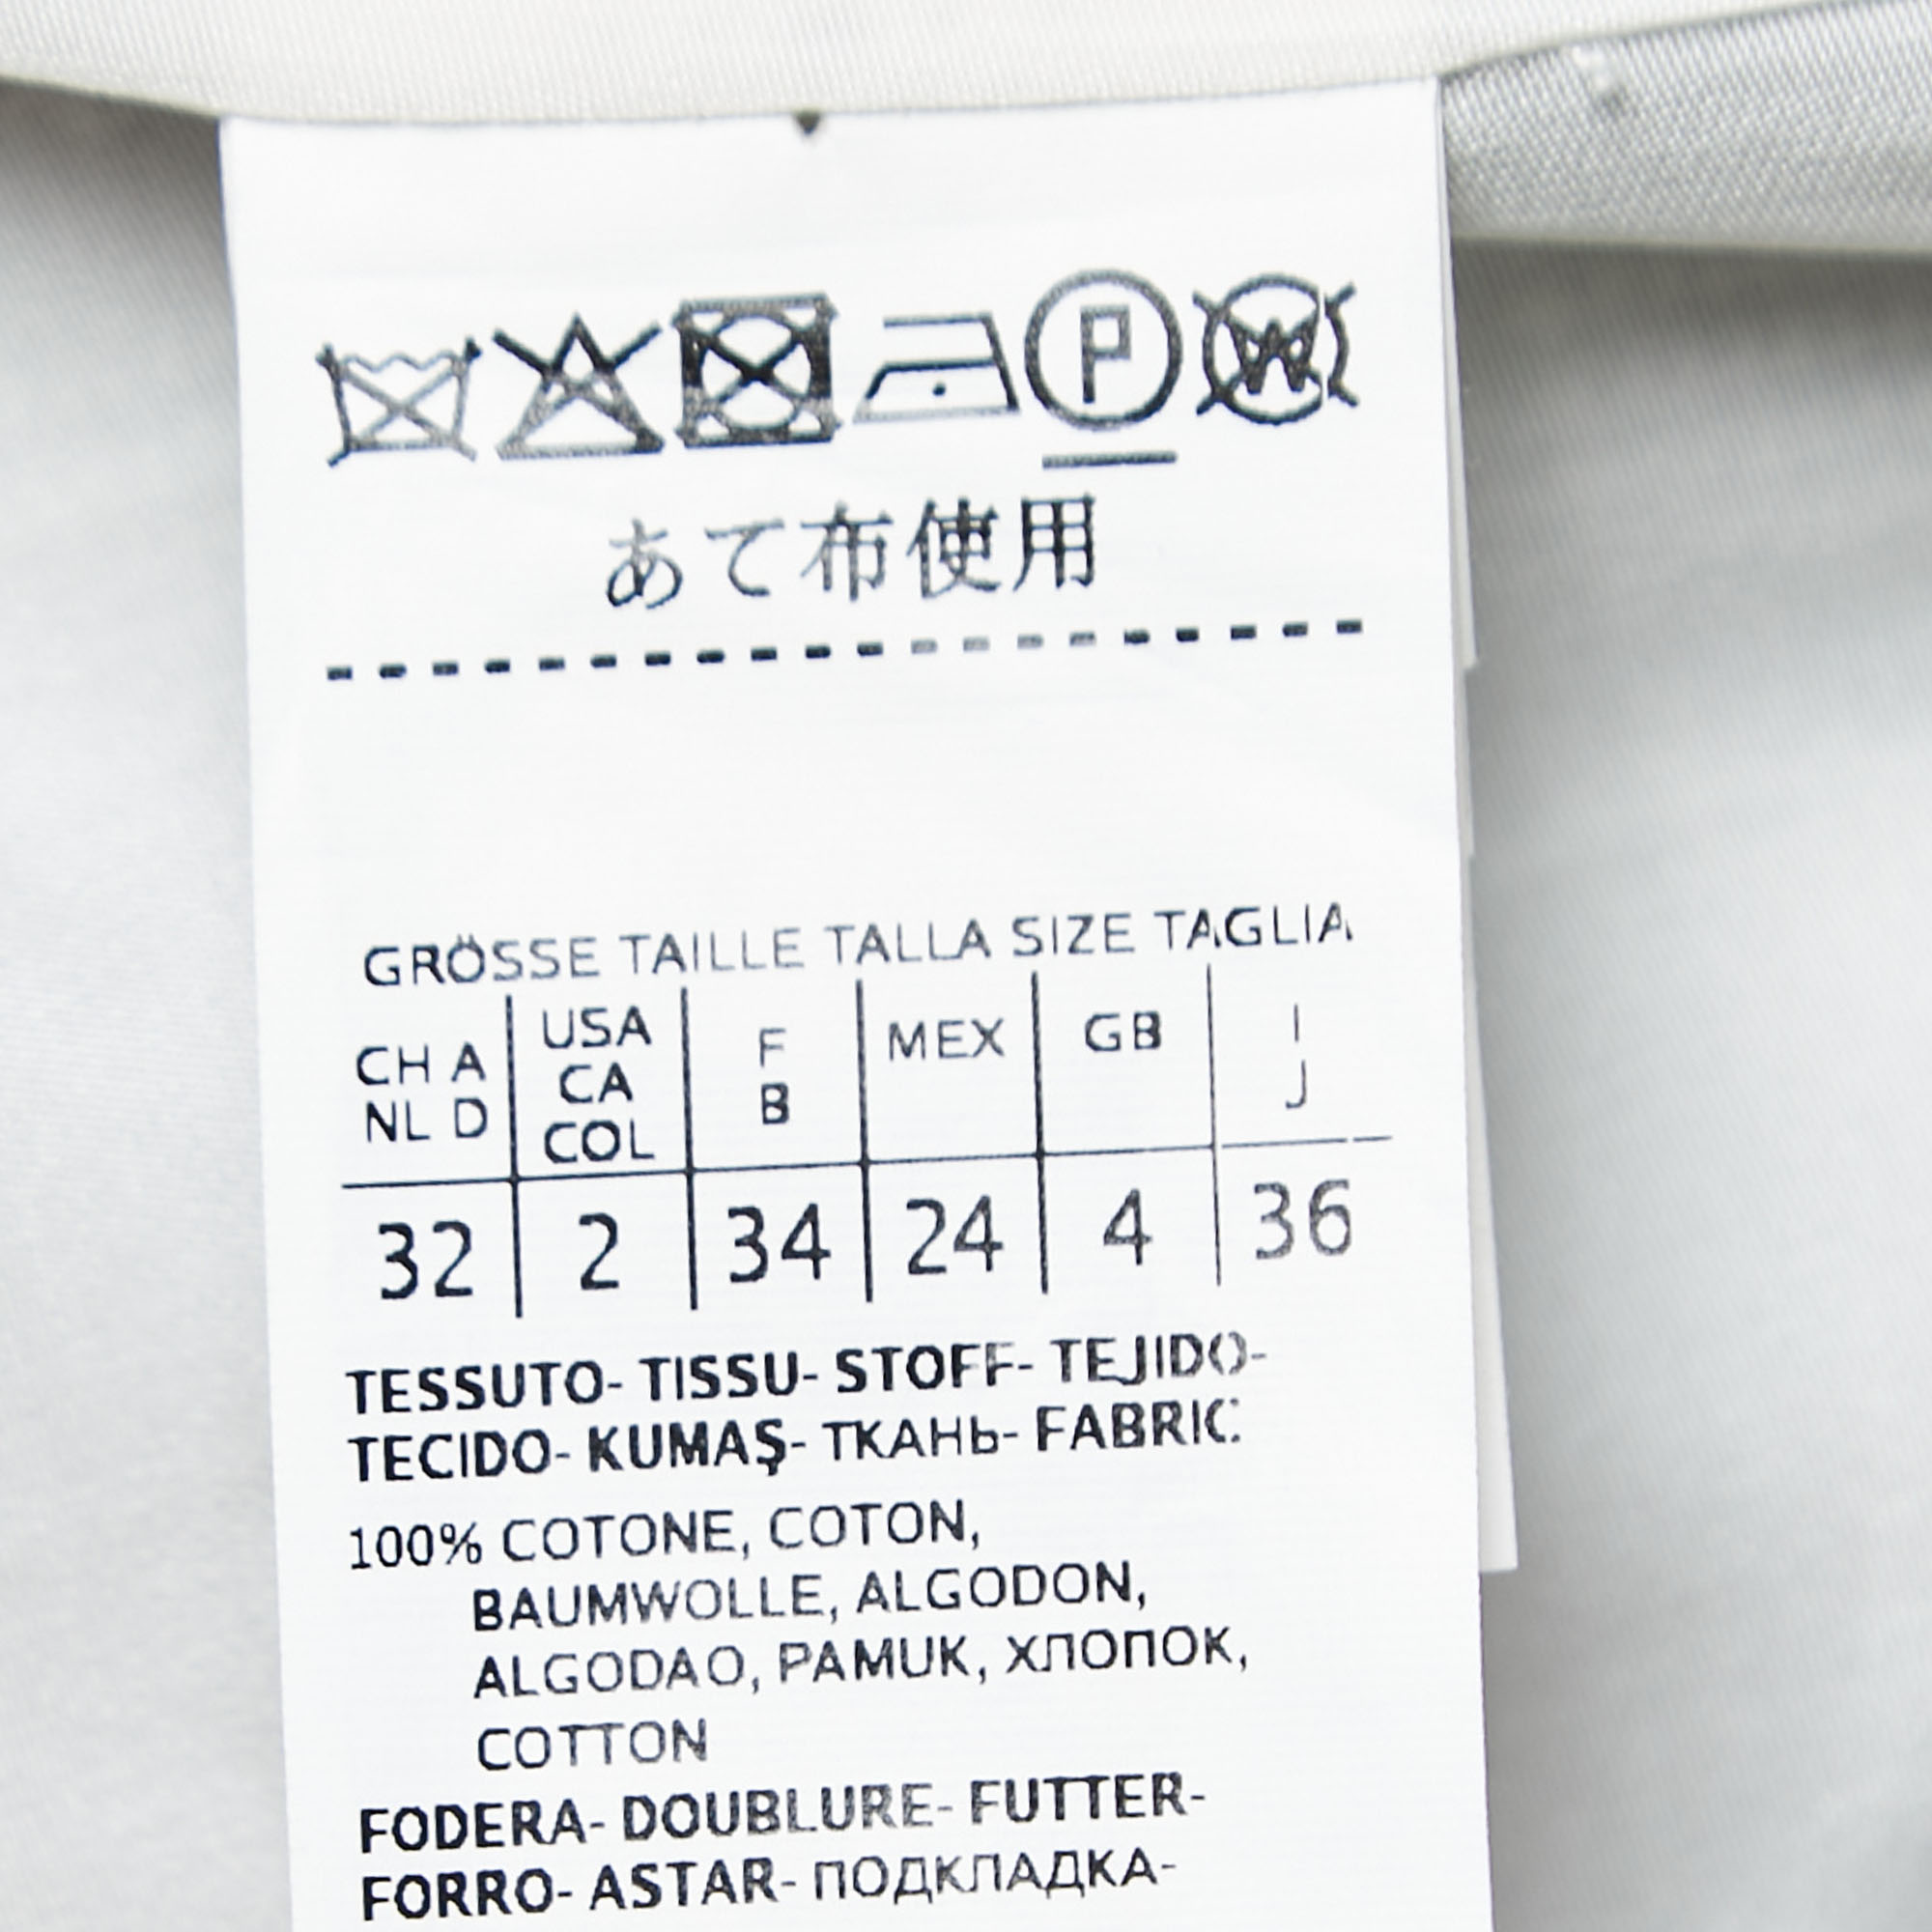 P W
あて布使用
GRÖSSE TAILLE TALLA SIZE TAGLIA
CH A USA F MEX GB I
NL D CA B J
COL
32 2 34 24 4 36
TESSUTO- TISSU- STOFF- TEJIDO-
TECIDO- KUMAŞ- ТКАНЬ- FABRIC:
100% COTONE, COTON,
BAUMWOLLE, ALGODON,
ALGODAO, PAMUK, ХЛОПОК,
COTTON
FODERA- DOUBLURE- FUTTER-
FORRO- ASTAR- ПОДКЛАДКА-